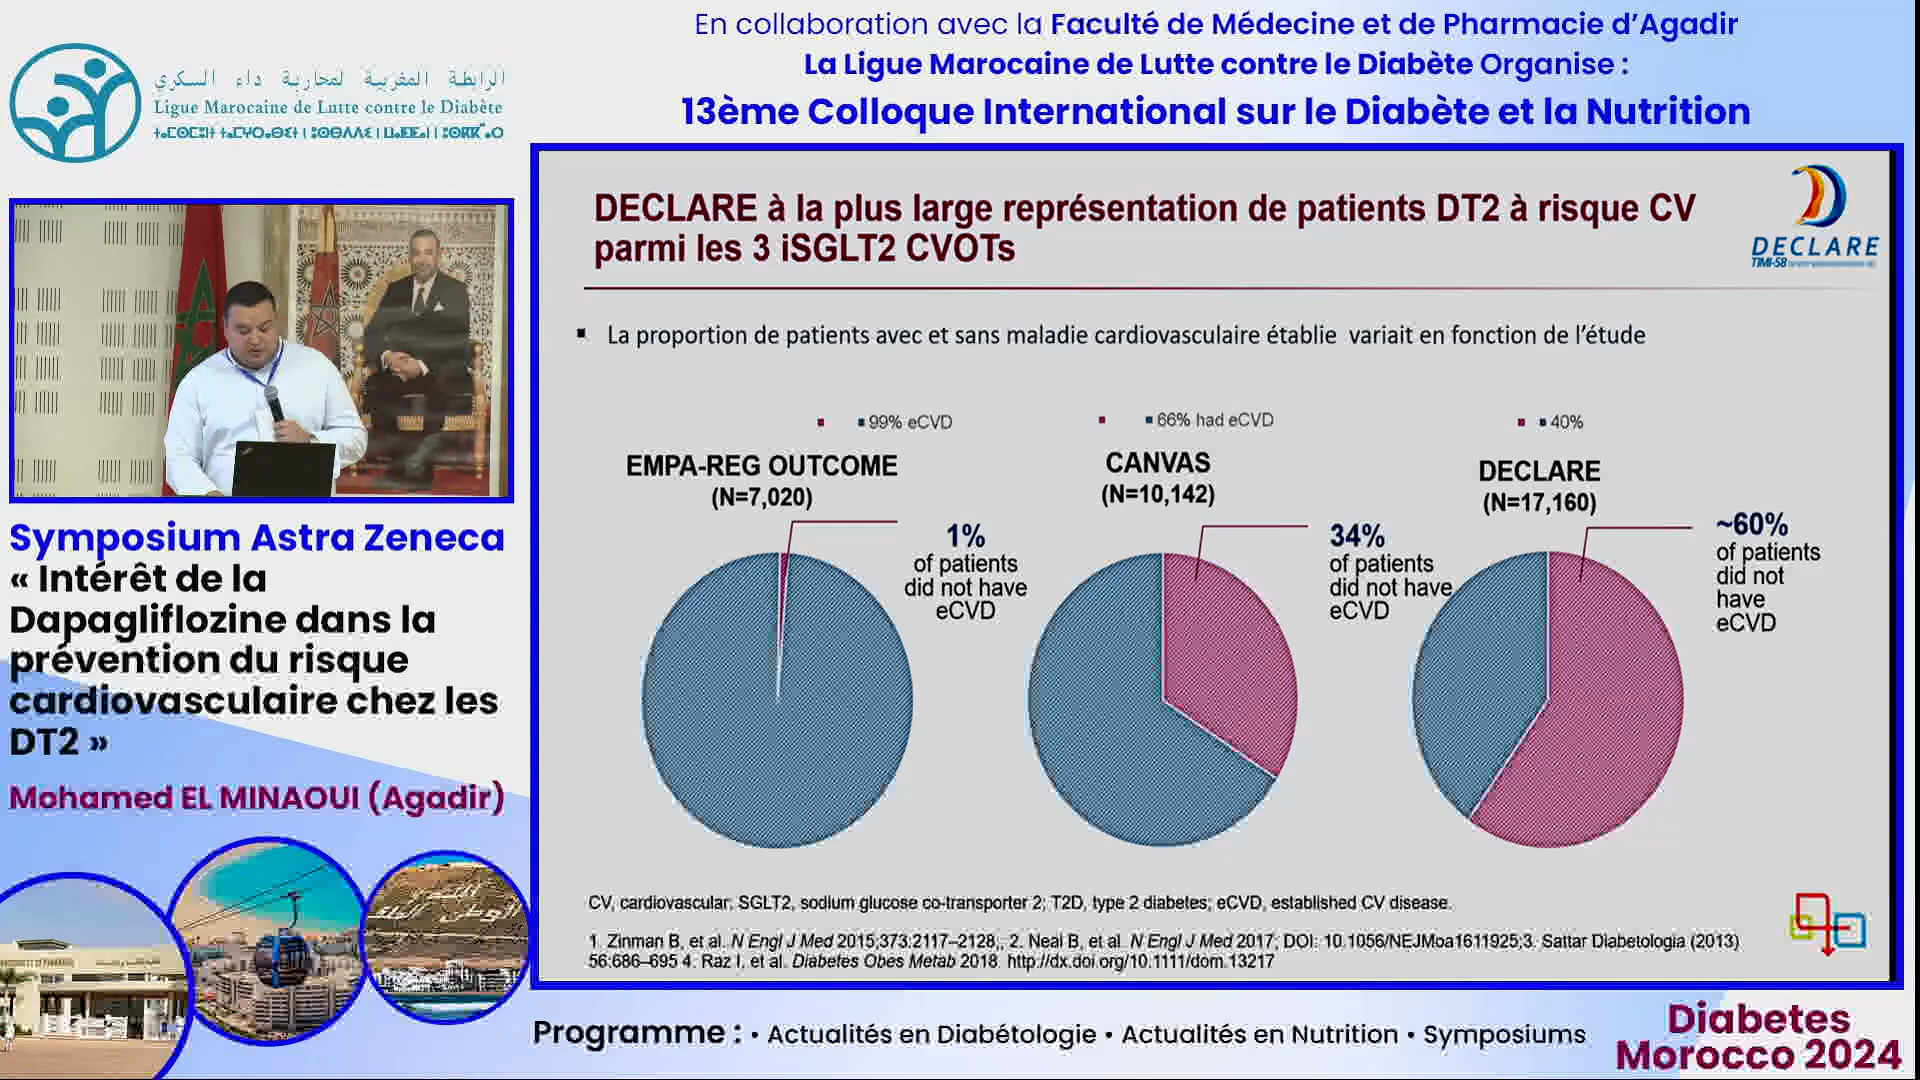 En collaboration avec la Faculté de Médecine et de Pharmacie d'Agadir
La Ligue Marocaine de Lutte contre le Diabète Organise :
13ème Colloque International sur le Diabète et la Nutrition
الرابطة المغربية لمحاربة داء السكري
Ligue Marocaine de Lutte contre le Diabète
DECLARE à la plus large représentation de patients DT2 à risque CV
parmi les 3 iSGLT2 CVOTs
DECLARE
TIMI-58
▪ La proportion de patients avec et sans maladie cardiovasculaire établie variait en fonction de l'étude
99% eCVD
66% had eCVD
40%
EMPA-REG OUTCOME
(N=7,020)
CANVAS
(N=10,142)
DECLARE
(N=17,160)
1%
of patients
did not have
eCVD
34%
of patients
did not have
eCVD
~60%
of patients
did not
have
eCVD
CV, cardiovascular; SGLT2, sodium glucose co-transporter 2; T2D, type 2 diabetes; eCVD, established CV disease.
1. Zinman B, et al. N Engl J Med 2015;373:2117–2128,; 2. Neal B, et al. N Engl J Med 2017; DOI: 10.1056/NEJMoa1611925;3. Sattar Diabetologia (2013)
56:686–695 4. Raz I, et al. Diabetes Obes Metab 2018. http://dx.doi.org/10.1111/dom.13217
Symposium Astra Zeneca
« Intérêt de la
Dapagliflozine dans la
prévention du risque
cardiovasculaire chez les
DT2 »
Mohamed EL MINAOUI (Agadir)
Programme : • Actualités en Diabétologie • Actualités en Nutrition • Symposiums
Diabetes
Morocco 2024